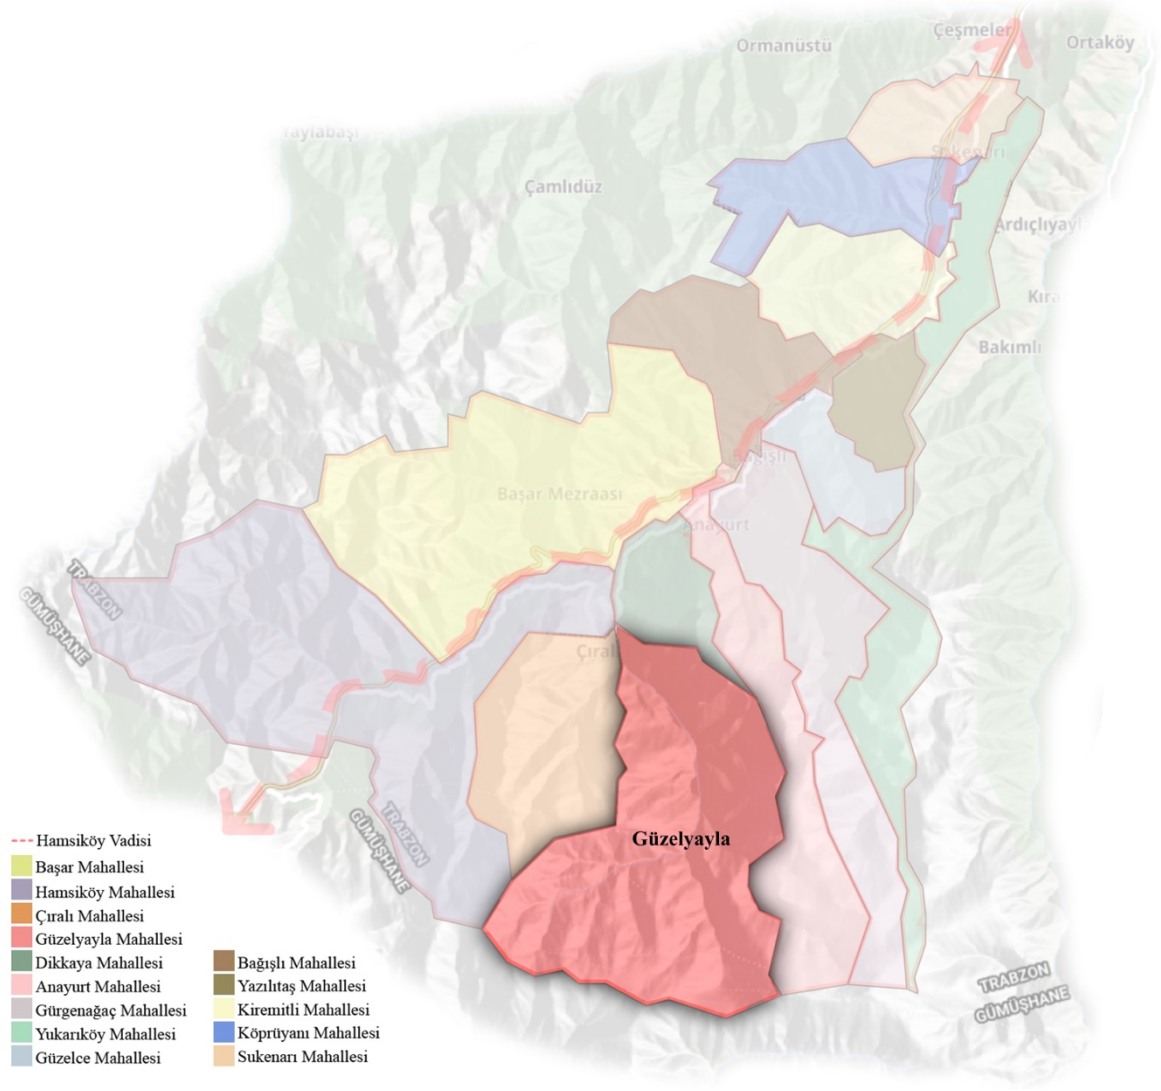 Çeşmeler
Ormanüstü
Ortaköy
Yaylabaşı
Sukenarı
Çamlıdüz
Ardıçlıyayla
Kıra
Bakımlı
Bağışlı
Başar Mezraası
Anayurt
TRABZON
GÜMÜŞHANE
Çıral
Güzelyayla
TRABZON
GÜMÜŞHANE
TRABZON
GÜMÜŞHANE
Hamsiköy Vadisi
Başar Mahallesi
Hamsiköy Mahallesi
Çıralı Mahallesi
Güzelyayla Mahallesi
Dikkaya Mahallesi
Anayurt Mahallesi
Gürgenağaç Mahallesi
Yukarıköy Mahallesi
Güzelce Mahallesi
Bağışlı Mahallesi
Yazılıtaş Mahallesi
Kiremitli Mahallesi
Köprüyanı Mahallesi
Sukenarı Mahallesi